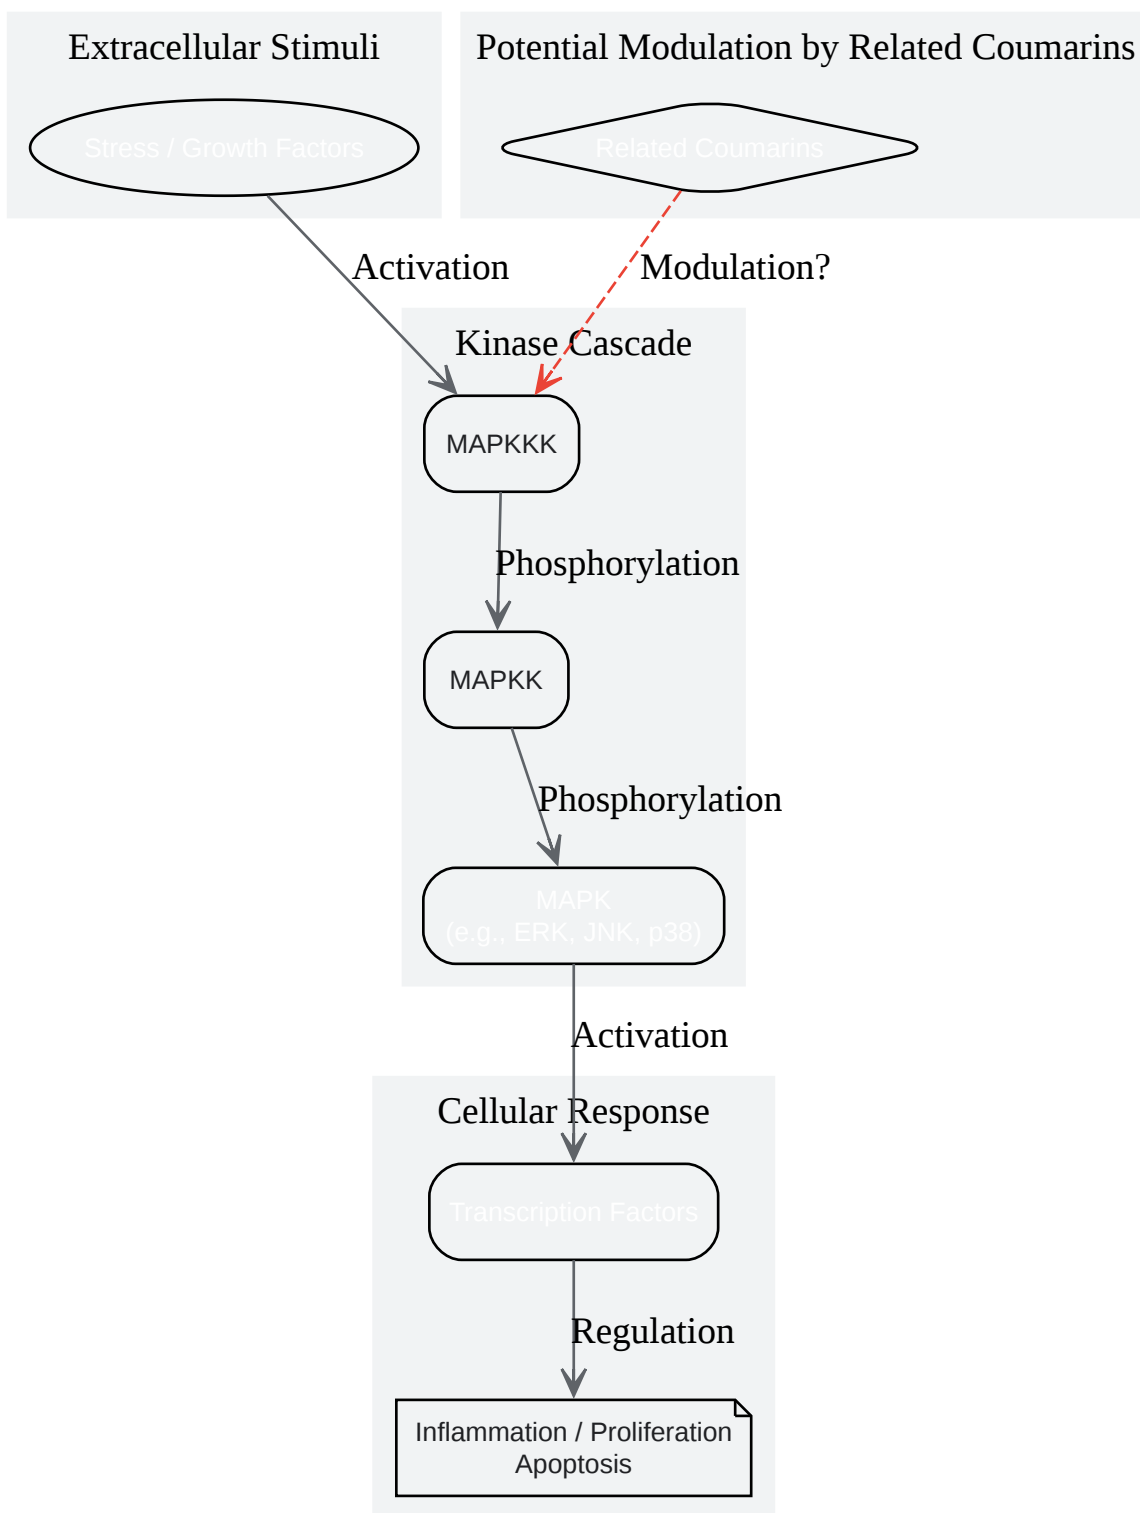 Extracellular Stimuli
Potential Modulation by Related Coumarins
Stress / Growth Factors
Related Coumarins
Activation
Modulation?
Kinase Cascade
MAPKKK
Phosphorylation
MAPKK
Phosphorylation
MAPK
(e.g., ERK, JNK, p38)
Activation
Cellular Response
Transcription Factors
Regulation
Inflammation / Proliferation
Apoptosis